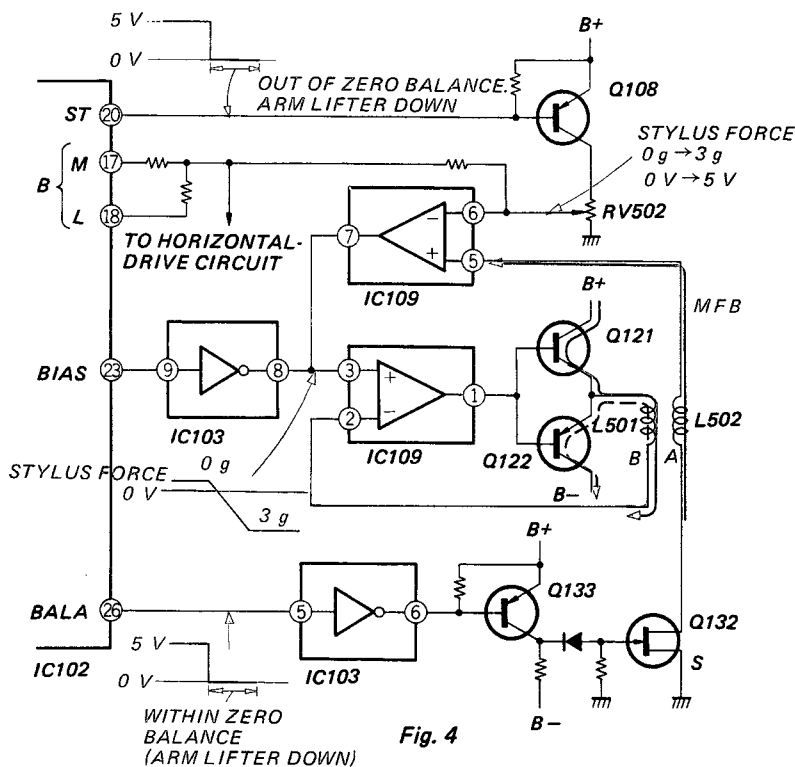 5 V
0 V
B+
OUT OF ZERO BALANCE.
ARM LIFTER DOWN
Q108
ST 20
STYLUS FORCE
0 g→3 g
0 V→5 V
B { M 17
L 18
6
RV502
7
−
+
5
TO HORIZONTAL-
DRIVE CIRCUIT
IC109
B+
MFB
Q121
BIAS 23
9
8
3
+
−
2
1
IC103
IC109
Q122
L501
L502
B
A
0 g
STYLUS FORCE
0 V
3 g
B−
B+
Q133
BALA 26
5
6
Q132
S
IC102
5 V
0 V
IC103
B−
WITHIN ZERO
BALANCE
(ARM LIFTER DOWN)
Fig. 4